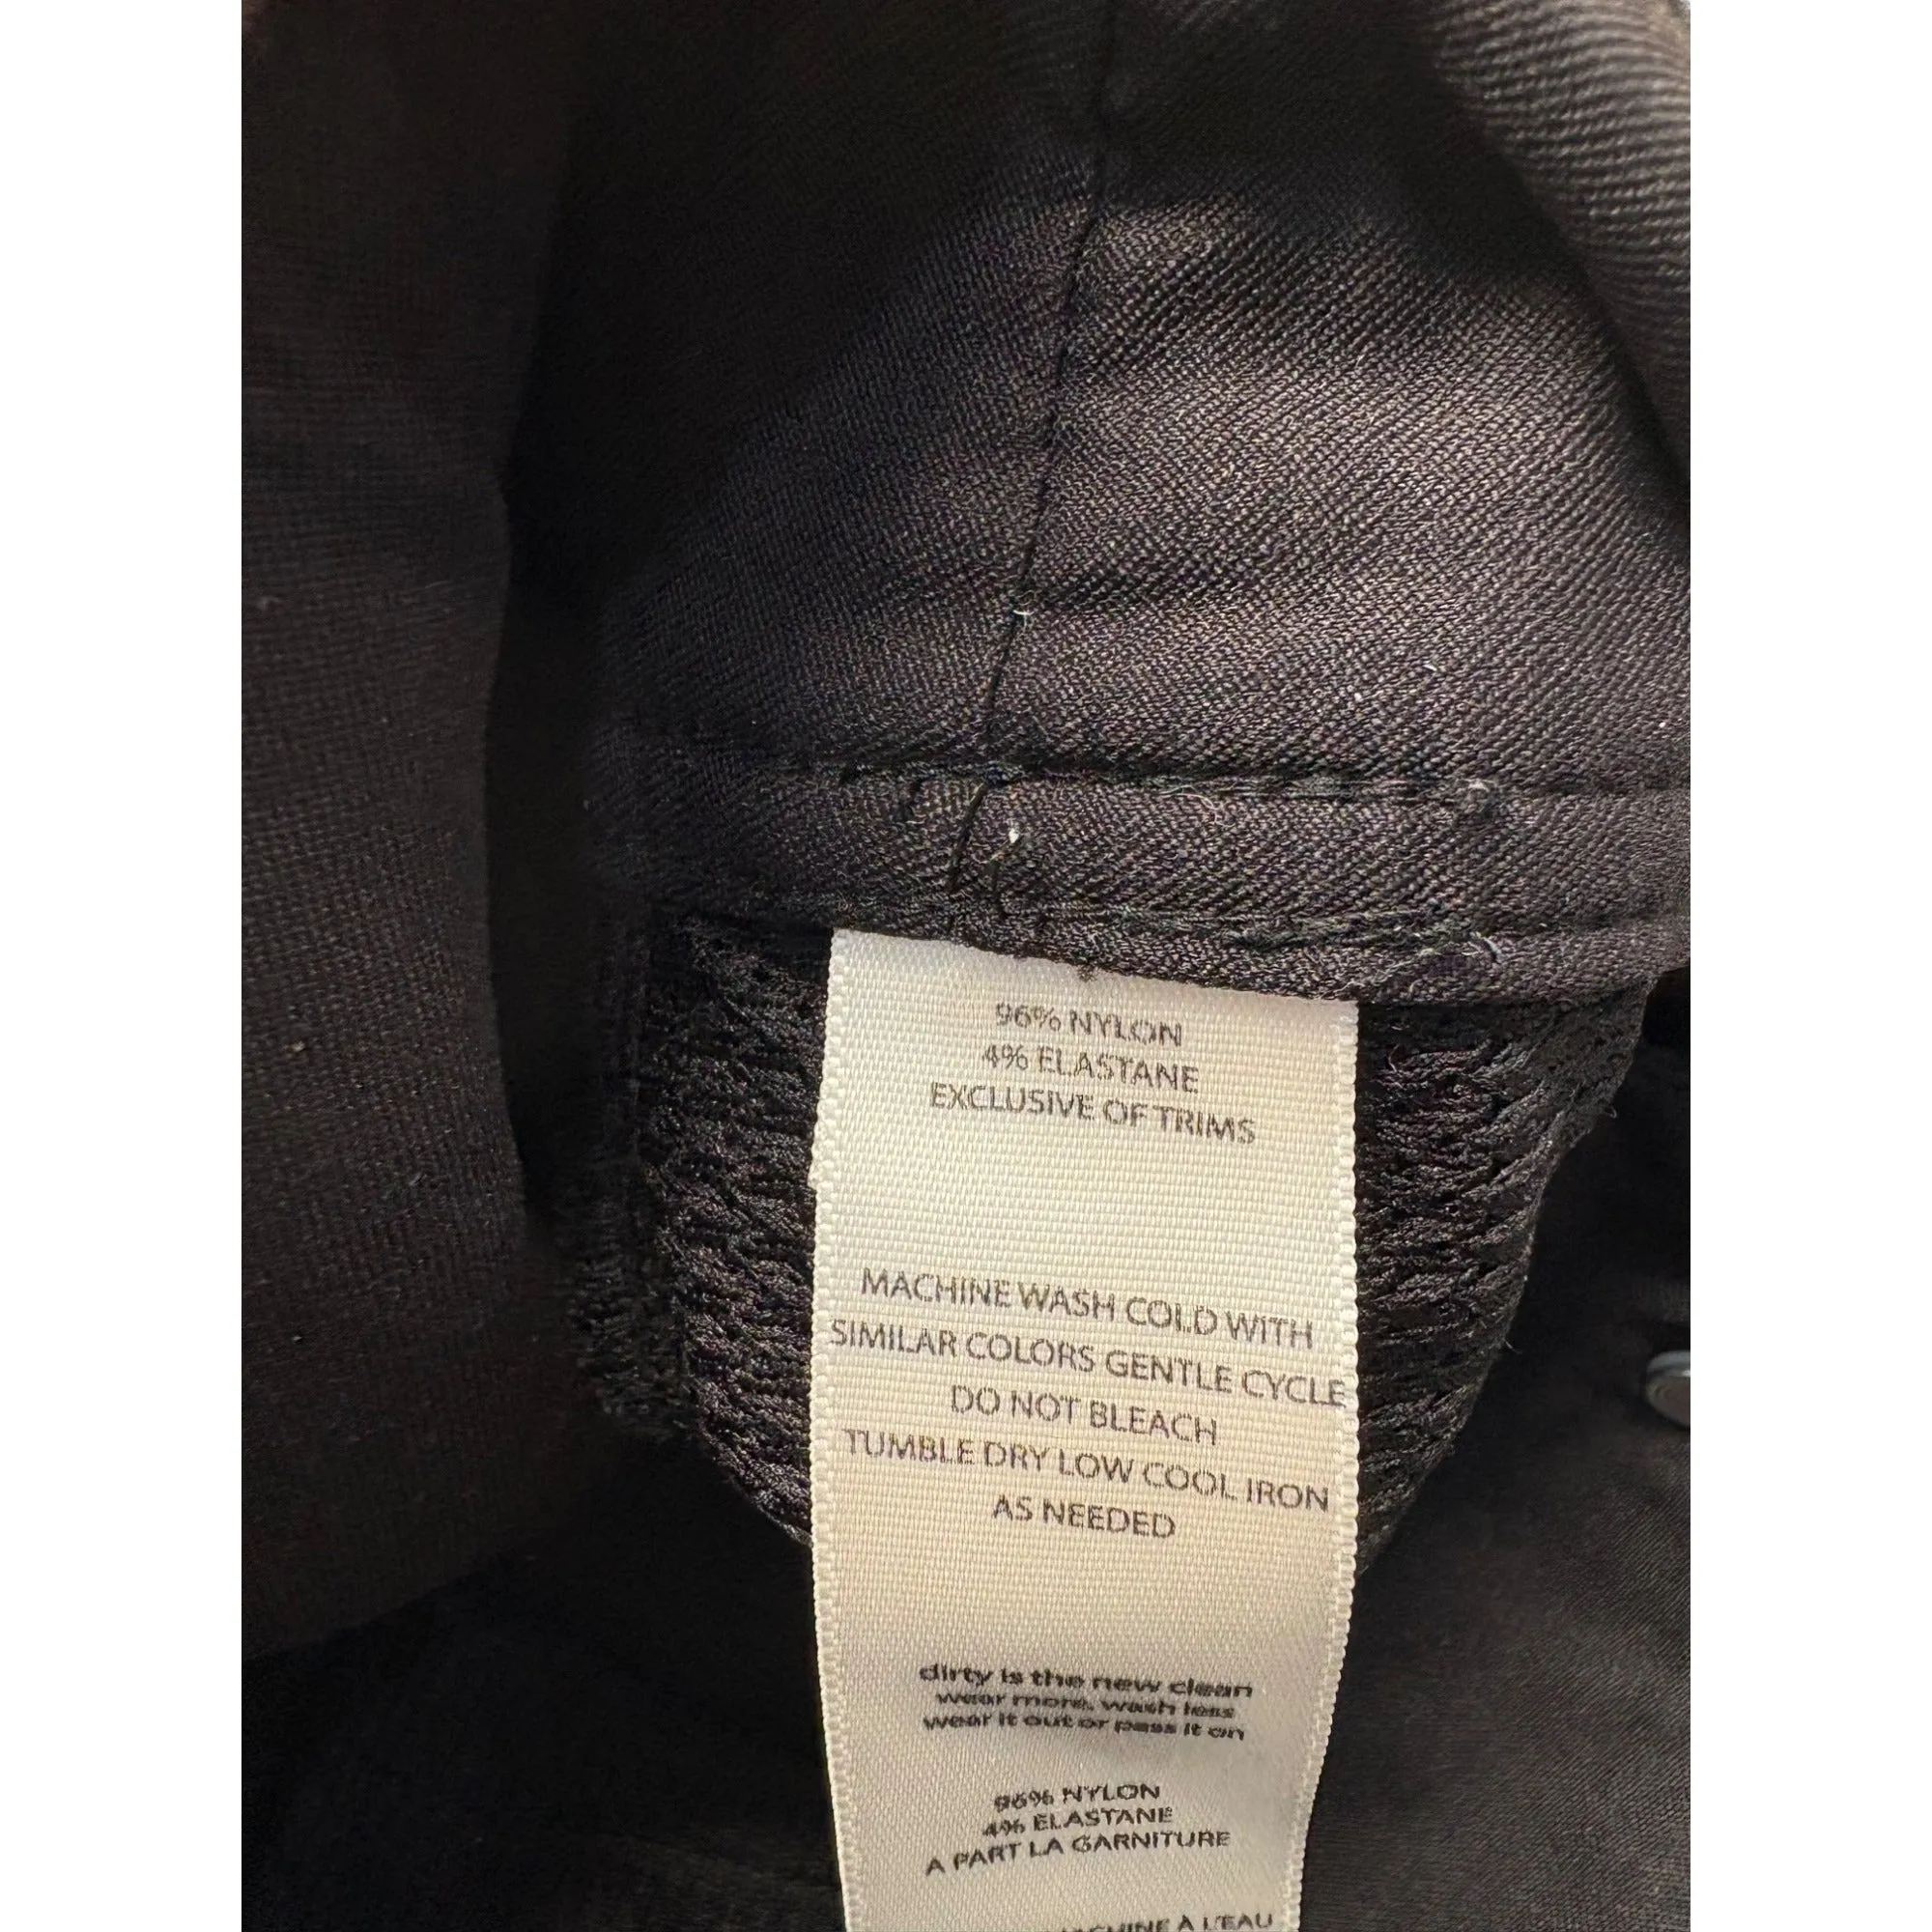 96% NYLON
4% ELASTANE
EXCLUSIVE OF TRIMS
MACHINE WASH COLD WITH
SIMILAR COLORS GENTLE CYCLE
DO NOT BLEACH
TUMBLE DRY LOW COOL IRON
AS NEEDED
dirty is the new clean
wear more, wash less
wear it out or pass it on
96% NYLON
4% ELASTANE
A PART LA GARNITURE
MACHINE À L'EAU